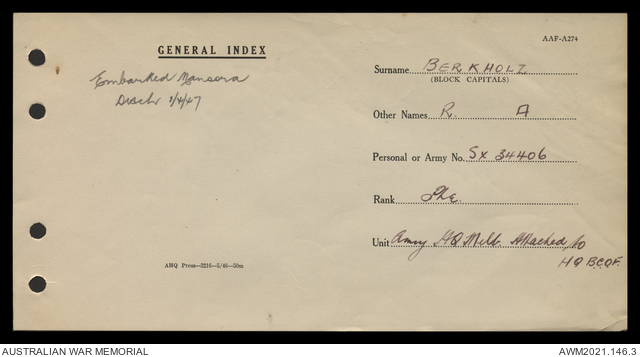 AAF-A274
GENERAL INDEX
Embarked Manoora
Disch 1/4/47
Surname BERKHOLZ
(BLOCK CAPITALS)
Other Names R. A
Personal or Army No. SX 34406
Rank
Unit Army HQ Melb. Attached to
HQ BCOF.
AHQ Press—2216—5/46—50m
AUSTRALIAN WAR MEMORIAL
AWM2021.146.3